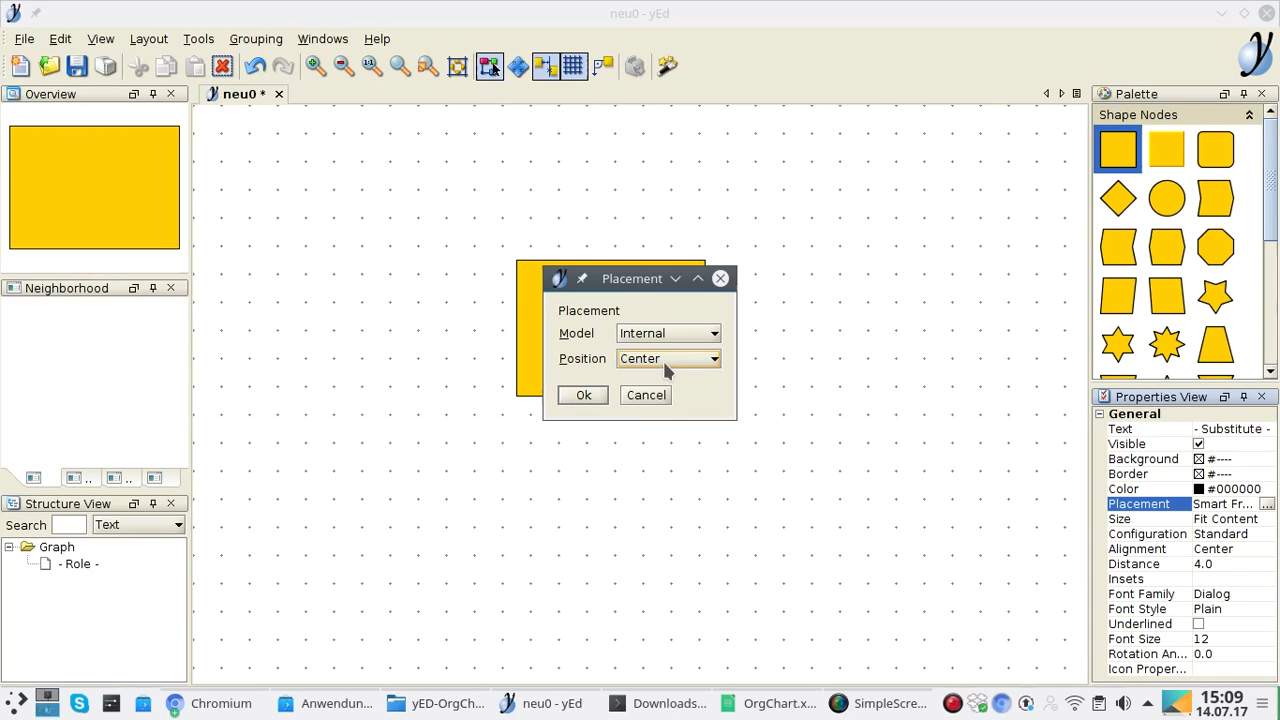 neu0 - yEd
File Edit View Layout Tools Grouping Windows Help
Overview
neu0 *
Palette
Shape Nodes
Placement
Placement
Model Internal
Position Center
Ok Cancel
Neighborhood
..
..
Structure View
Search Text
Graph
- Role -
Properties View
General
Text - Substitute -
Visible
Background #----
Border #----
Color #000000
Placement Smart Fr... ...
Size Fit Content
Configuration Standard
Alignment Center
Distance 4.0
Insets
Font Family Dialog
Font Style Plain
Underlined
Font Size 12
Rotation An... 0.0
Icon Proper...
Chromium
Anwendun...
yED-OrgCh...
neu0 - yEd
Downloads...
OrgChart.x...
SimpleScre...
15:09
14.07.17